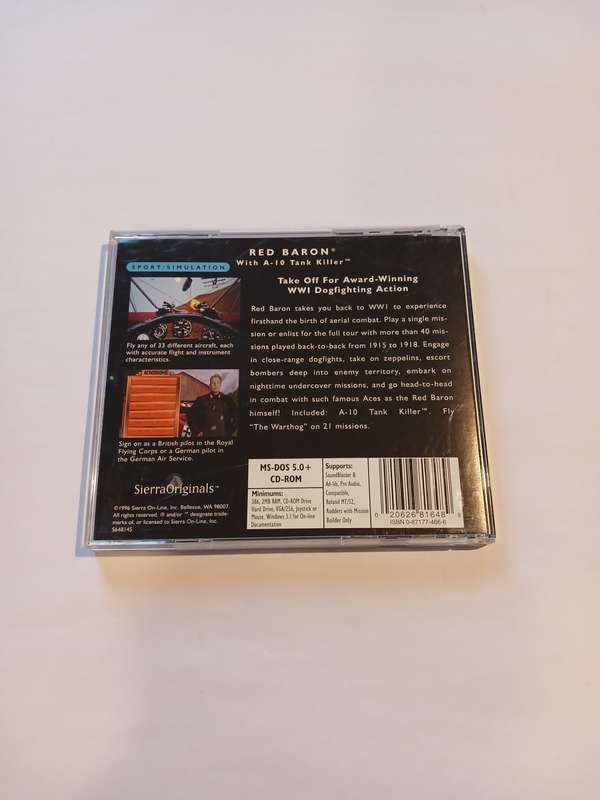 RED BARON®
With A-10 Tank Killer™
SPORT/SIMULATION
Take Off For Award-Winning
WWI Dogfighting Action
Fly any of 33 different aircraft, each
with accurate flight and instrument
characteristics.
Sign on as a British pilot in the Royal
Flying Corps or a German pilot in
the German Air Service.
Red Baron takes you back to WW1 to experience
firsthand the birth of aerial combat. Play a single mis-
sion or enlist for the full tour with more than 40 mis-
sions played back-to-back from 1915 to 1918. Engage
in close-range dogfights, take on zeppelins, escort
bombers deep into enemy territory, embark on
nighttime undercover missions, and go head-to-head
in combat with such famous Aces as the Red Baron
himself! Included: A-10 Tank Killer™. Fly
"The Warthog" on 21 missions.
SierraOriginals™
©1996 Sierra On-Line, Inc. Bellevue, WA 98007.
All rights reserved. ® and/or ™ designate trade-
marks of, or licensed to Sierra On-Line, Inc.
S648145
MS-DOS 5.0+
CD-ROM
Minimums:
386, 2MB RAM, CD-ROM Drive
Hard Drive, VGA/256, Joystick or
Mouse, Windows 3.1 for On-line
Documentation
Supports:
SoundBlaster &
Ad-lib, Pro Audio,
Compatible,
Roland MT/32,
Rudders with Mission
Builder Only
0 20626 81648 9
ISBN 0-87177-466-6